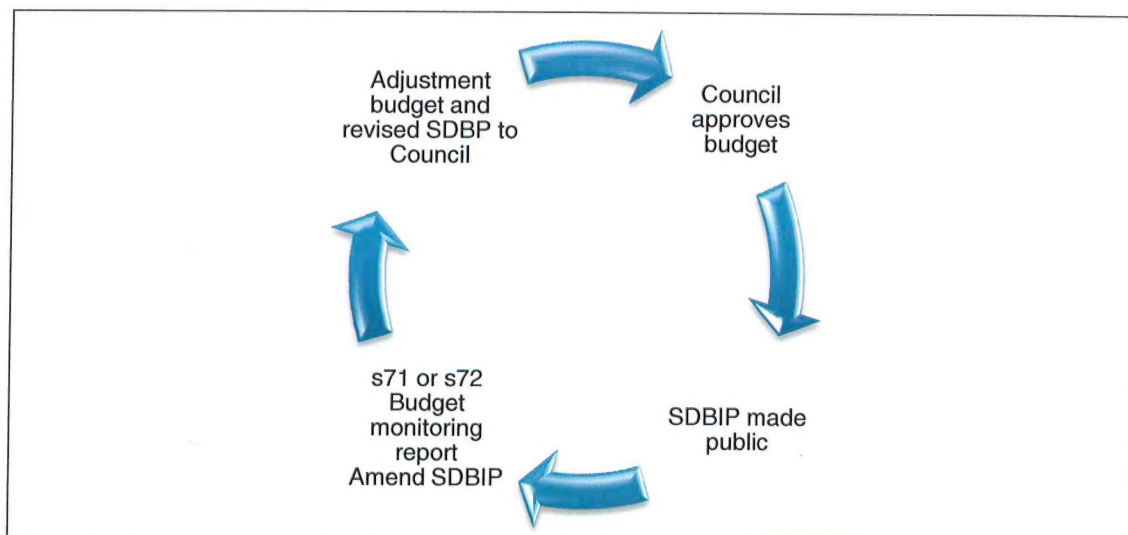 Adjustment
budget and
revised SDBP to
Council
Council
approves
budget
SDBIP made
public
s71 or s72
Budget
monitoring
report
Amend SDBIP